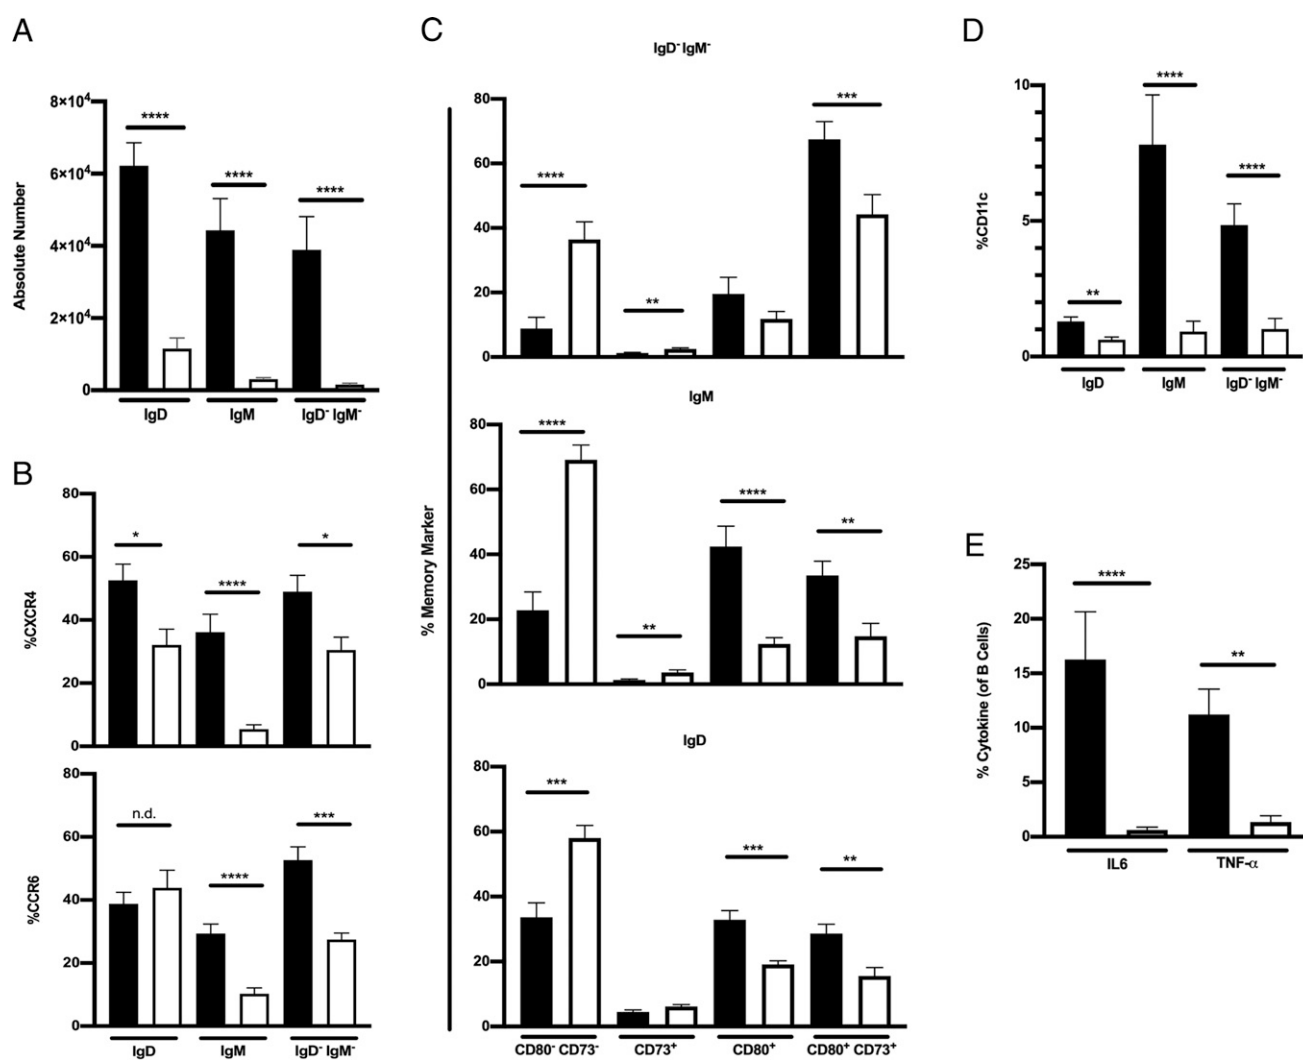 A
8×10⁴
6×10⁴
4×10⁴
2×10⁴
0
Absolute Number
****
****
****
IgD
IgM
IgD⁻ IgM⁻
B
80
60
40
20
0
%CXCR4
*
****
*
80
60
40
20
0
%CCR6
n.d.
****
***
IgD
IgM
IgD⁻ IgM⁻
C
% Memory Marker
IgD⁻ IgM⁻
80
60
40
20
0
****
**
***
IgM
80
60
40
20
0
****
**
****
**
IgD
80
60
40
20
0
***
***
**
CD80⁻ CD73⁻
CD73⁺
CD80⁺
CD80⁺ CD73⁺
D
10
5
0
%CD11c
**
****
****
IgD
IgM
IgD⁻ IgM⁻
E
25
20
15
10
5
0
% Cytokine (of B Cells)
****
**
IL6
TNF-α